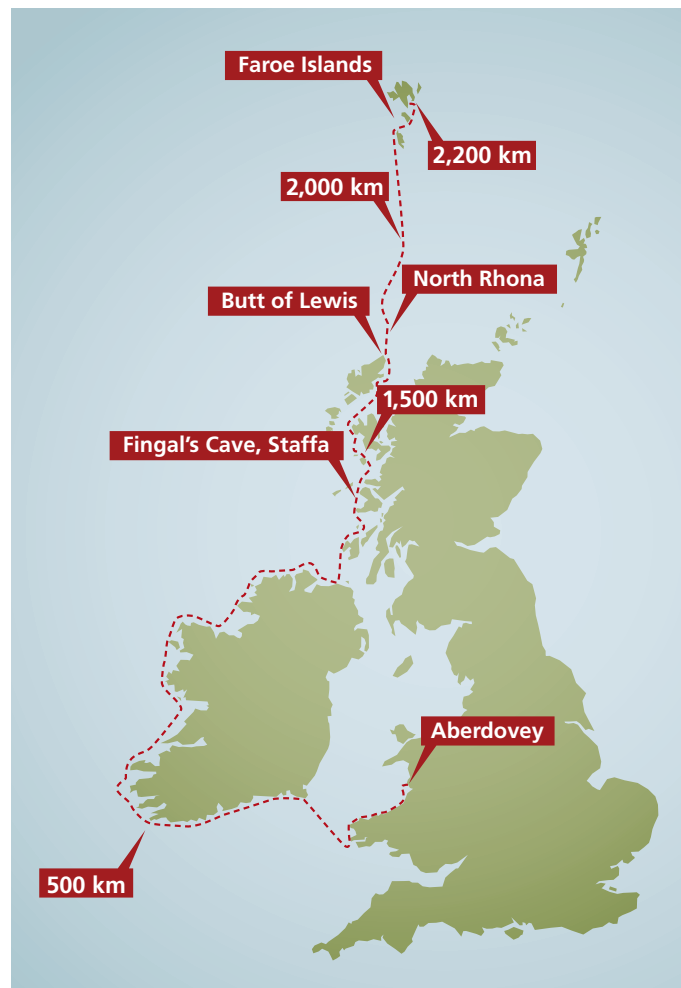 Faroe Islands
2,200 km
2,000 km
North Rhona
Butt of Lewis
1,500 km
Fingal's Cave, Staffa
Aberdovey
500 km